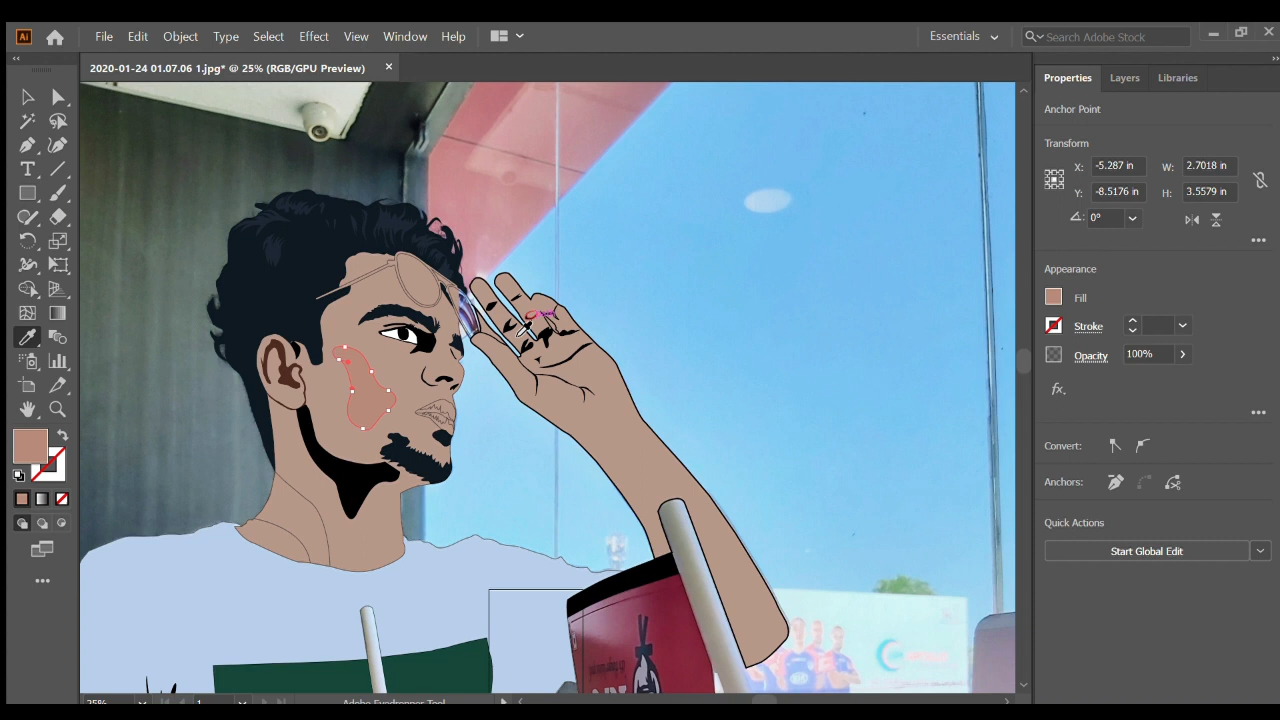 Ai File Edit Object Type Select Effect View Window Help Essentials Search Adobe Stock
2020-01-24 01.07.06 1.jpg* @ 25% (RGB/GPU Preview)
Properties Layers Libraries
Anchor Point
Transform
X: -5.287 in W: 2.7018 in
Y: -8.5176 in H: 3.5579 in
0°
Appearance
Fill
Stroke
Opacity 100%
fx.
Convert:
Anchors:
Quick Actions
Start Global Edit
25% 1 Adobe Eyedropper Tool